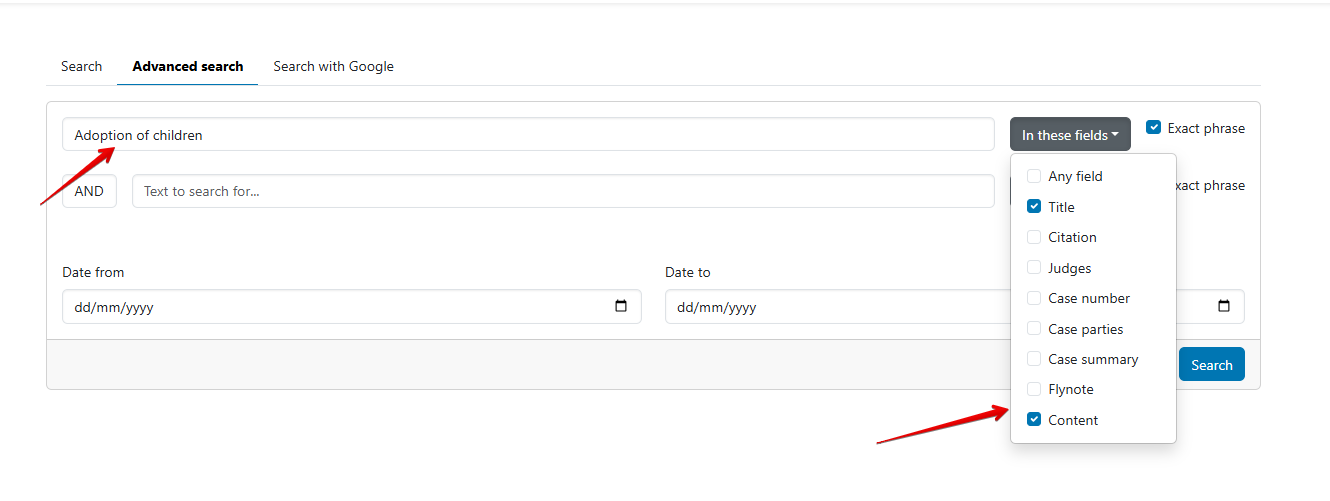 Search Advanced search Search with Google
Adoption of children In these fields Exact phrase
AND Text to search for... xact phrase
Any field
Title
Citation
Judges
Case number
Case parties
Case summary
Flynote
Content
Date from Date to
dd/mm/yyyy dd/mm/yyyy
Search